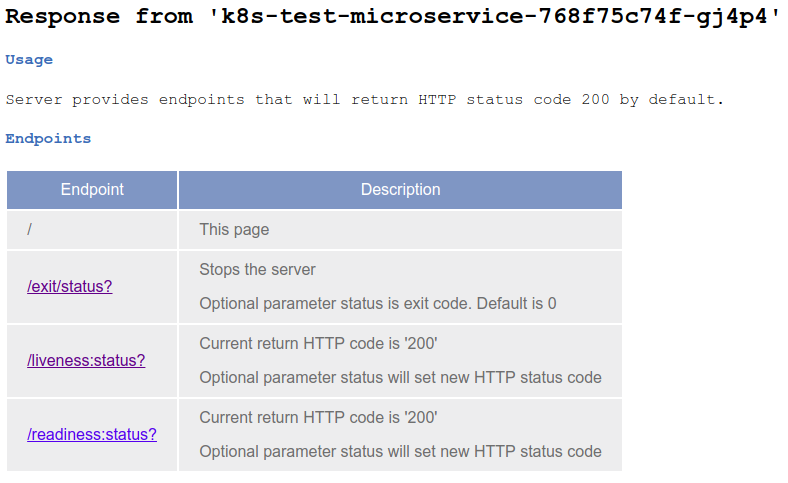 Response from 'k8s-test-microservice-768f75c74f-gj4p4'
Usage
Server provides endpoints that will return HTTP status code 200 by default.
Endpoints
Endpoint Description
/ This page
/exit/status? Stops the server
Optional parameter status is exit code. Default is 0
/liveness:status? Current return HTTP code is '200'
Optional parameter status will set new HTTP status code
/readiness:status? Current return HTTP code is '200'
Optional parameter status will set new HTTP status code